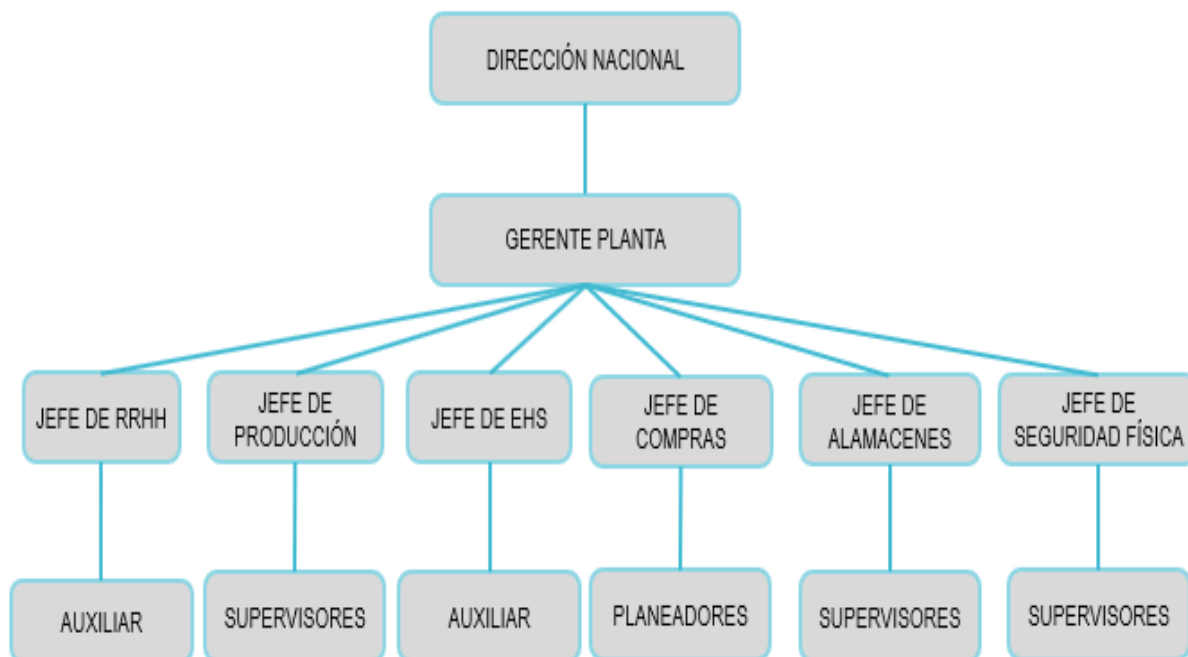 DIRECCIÓN NACIONAL
GERENTE PLANTA
JEFE DE RRHH
JEFE DE
PRODUCCIÓN
JEFE DE EHS
JEFE DE
COMPRAS
JEFE DE
ALAMACENES
JEFE DE
SEGURIDAD FÍSICA
AUXILIAR
SUPERVISORES
AUXILIAR
PLANEADORES
SUPERVISORES
SUPERVISORES